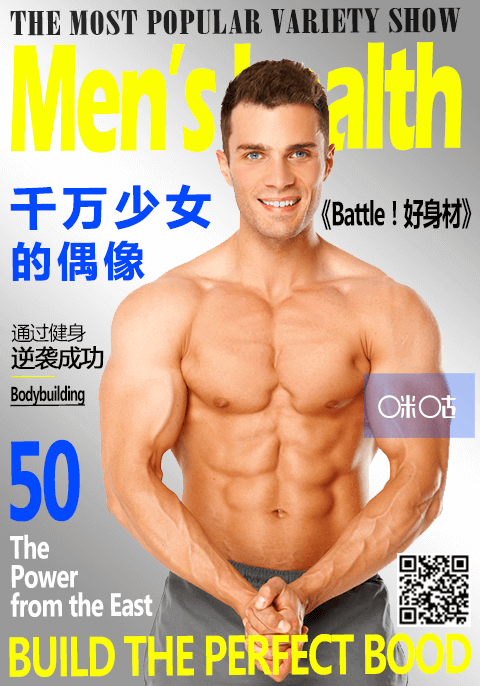 THE MOST POPULAR VARIETY SHOW
Men's health
千万少女
的偶像
《Battle！好身材》
通过健身
逆袭成功
Bodybuilding
咪咕
50
The
Power
from the East
BUILD THE PERFECT BOOD